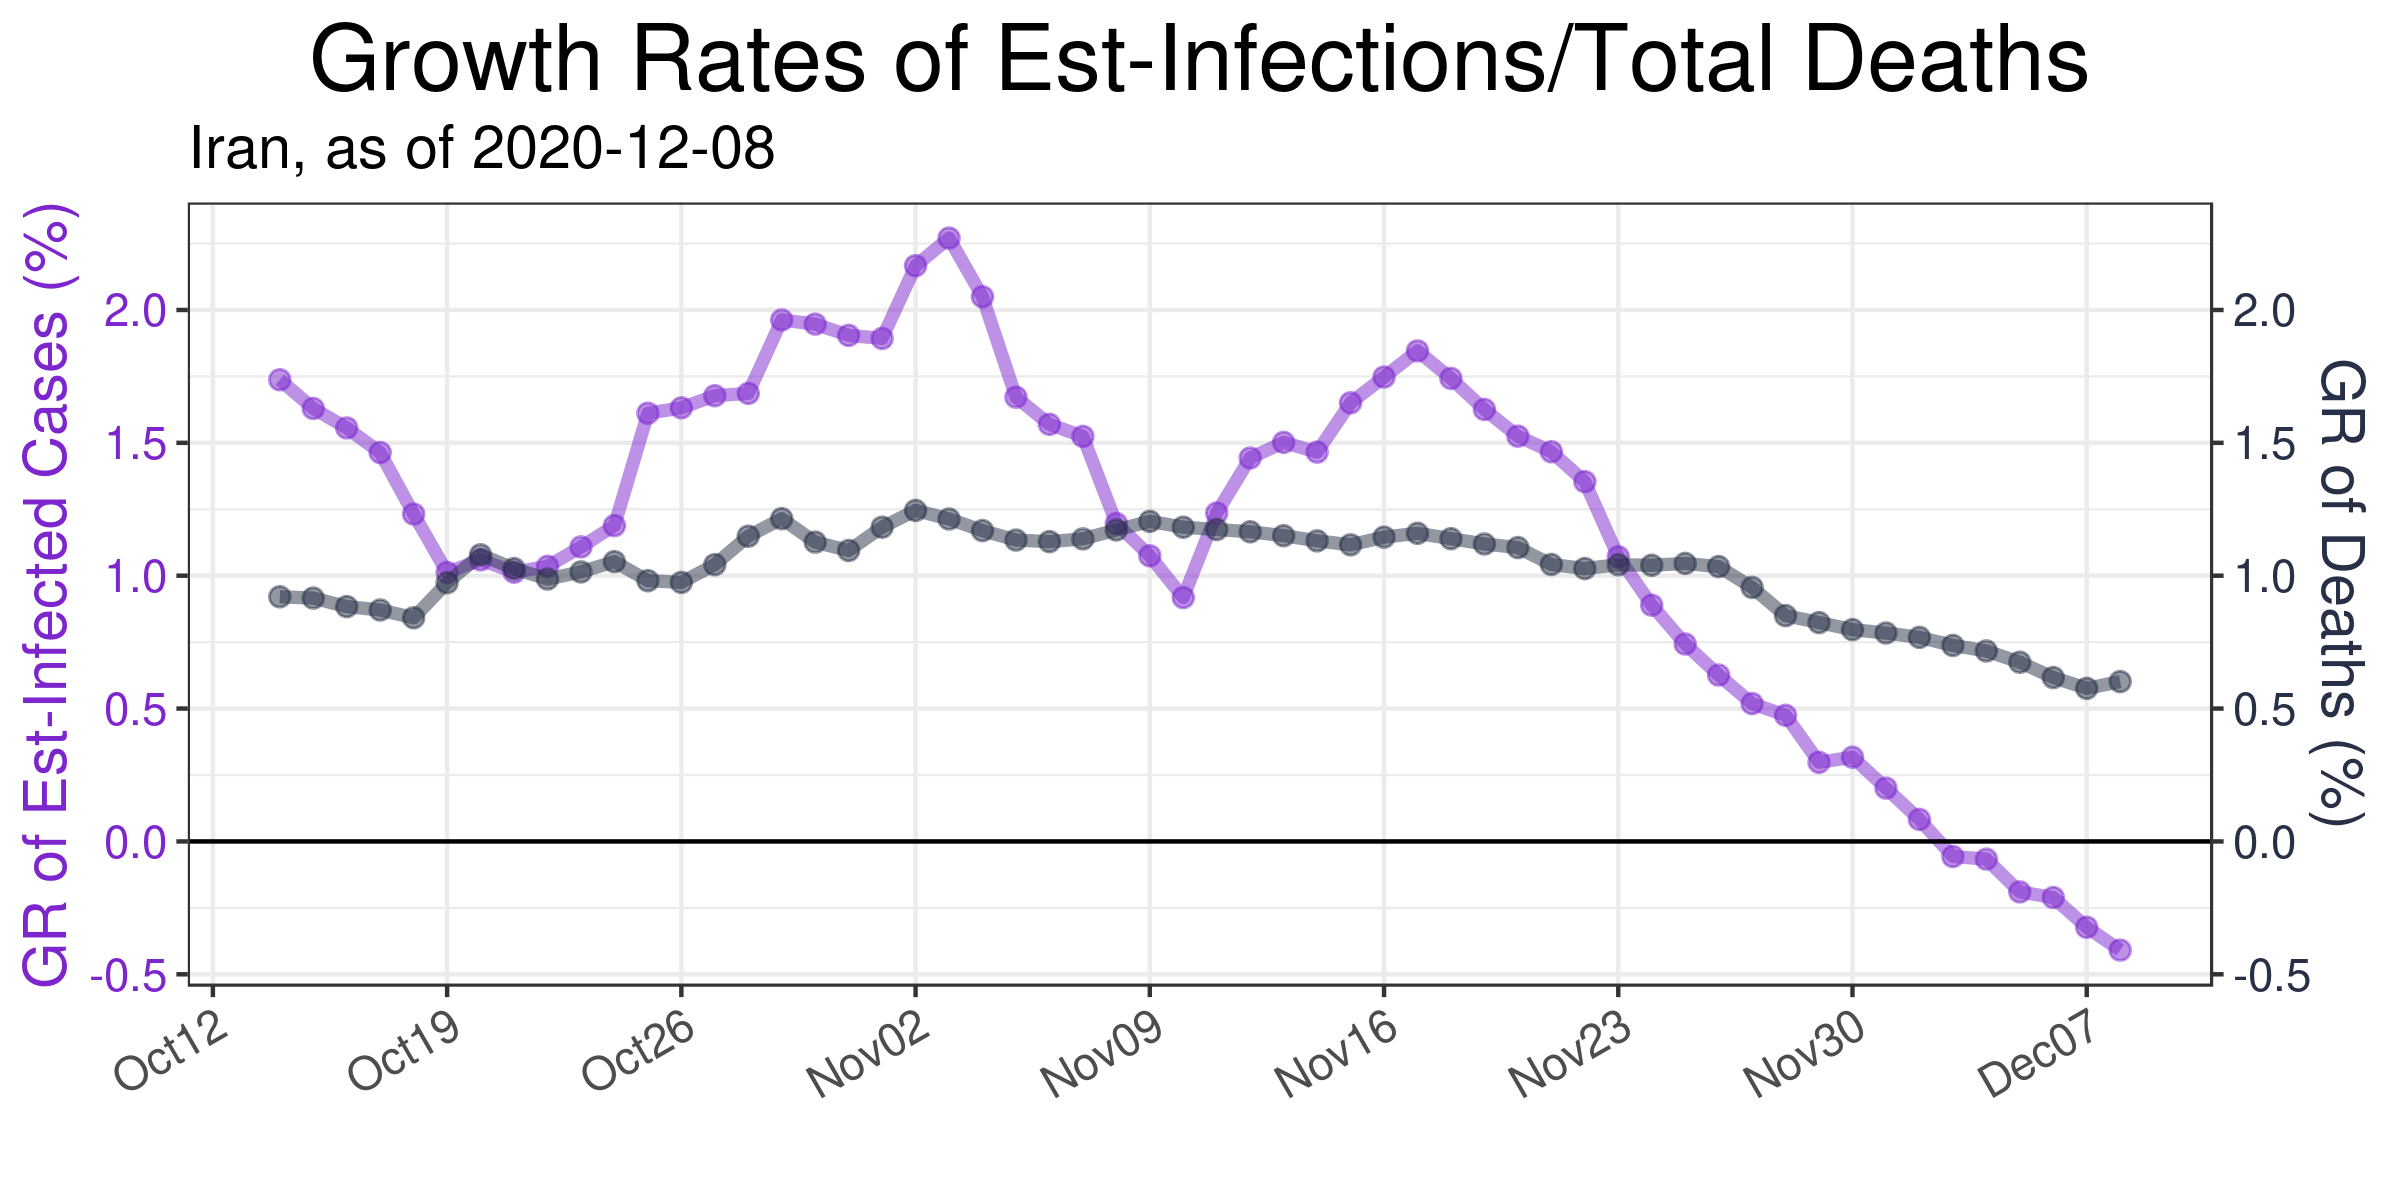 Growth Rates of Est-Infections/Total Deaths
Iran, as of 2020-12-08
GR of Est-Infected Cases (%)
2.0
1.5
1.0
0.5
0.0
-0.5
2.0
1.5
1.0
0.5
0.0
-0.5
GR of Deaths (%)
Oct12
Oct19
Oct26
Nov02
Nov09
Nov16
Nov23
Nov30
Dec07